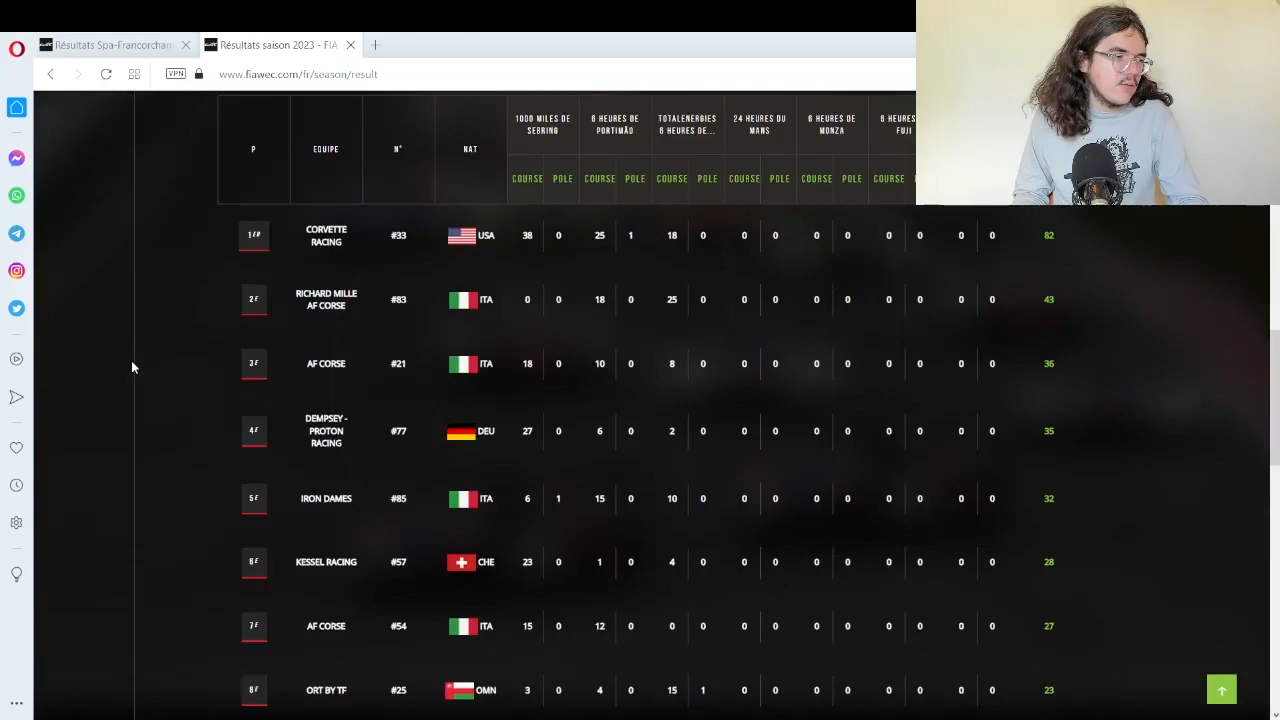 Résultats Spa-Francorcham
Résultats saison 2023 - FIA
VPN
www.fiawec.com/fr/season/result
P
EQUIPE
N°
NAT
1000 MILES DE SEBRING
6 HEURES DE PORTIMÃO
TOTALENERGIES 6 HEURES DE...
24 HEURES DU MANS
6 HEURES DE MONZA
6 HEURES
FUJI
COURSE POLE COURSE POLE COURSE POLE COURSE POLE COURSE POLE COURSE
1ER CORVETTE RACING #33 USA 38 0 25 1 18 0 0 0 0 0 0 0 0 0 82
2E RICHARD MILLE AF CORSE #83 ITA 0 0 18 0 25 0 0 0 0 0 0 0 0 0 43
3E AF CORSE #21 ITA 18 0 10 0 8 0 0 0 0 0 0 0 0 0 36
4E DEMPSEY - PROTON RACING #77 DEU 27 0 6 0 2 0 0 0 0 0 0 0 0 0 35
5E IRON DAMES #85 ITA 6 1 15 0 10 0 0 0 0 0 0 0 0 0 32
6E KESSEL RACING #57 CHE 23 0 1 0 4 0 0 0 0 0 0 0 0 0 28
7E AF CORSE #54 ITA 15 0 12 0 0 0 0 0 0 0 0 0 0 0 27
8E ORT BY TF #25 OMN 3 0 4 0 15 1 0 0 0 0 0 0 0 0 23